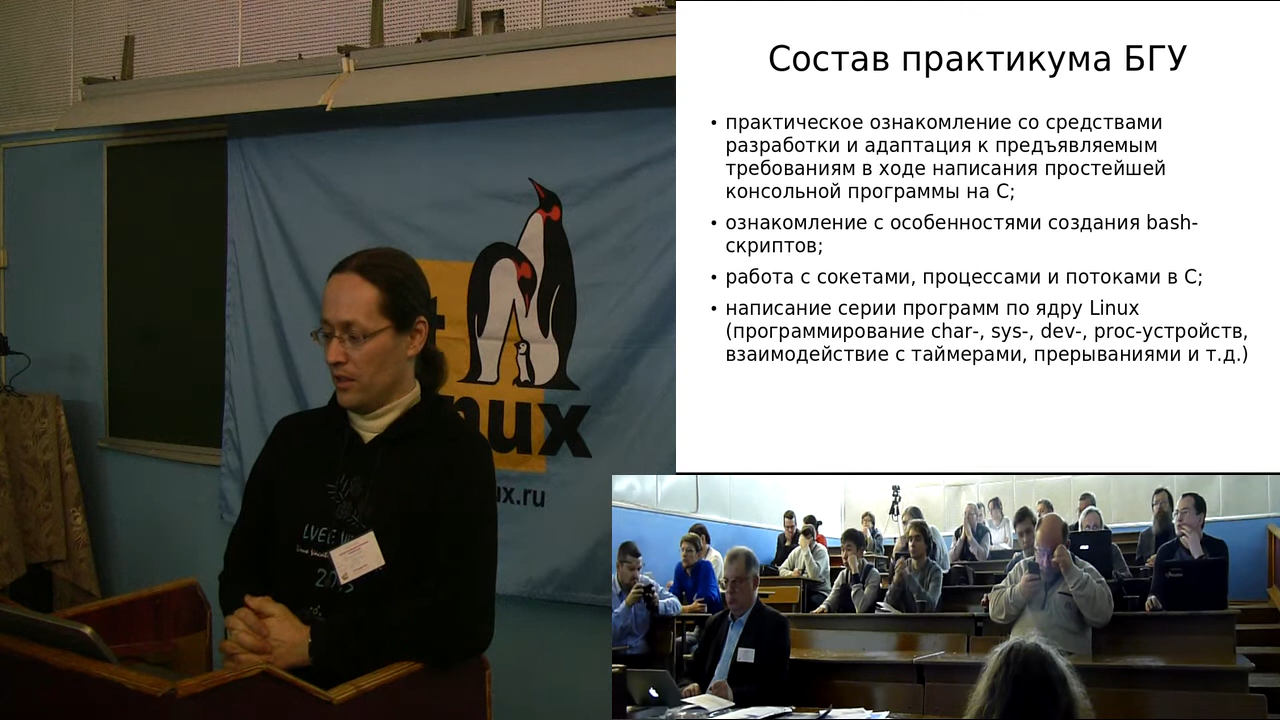 Состав практикума БГУ
• практическое ознакомление со средствами
разработки и адаптация к предъявляемым
требованиям в ходе написания простейшей
консольной программы на С;
• ознакомление с особенностями создания bash-
скриптов;
• работа с сокетами, процессами и потоками в С;
• написание серии программ по ядру Linux
(программирование char-, sys-, dev-, proc-устройств,
взаимодействие с таймерами, прерываниями и т.д.)
t
nux
ux.ru
LVEE